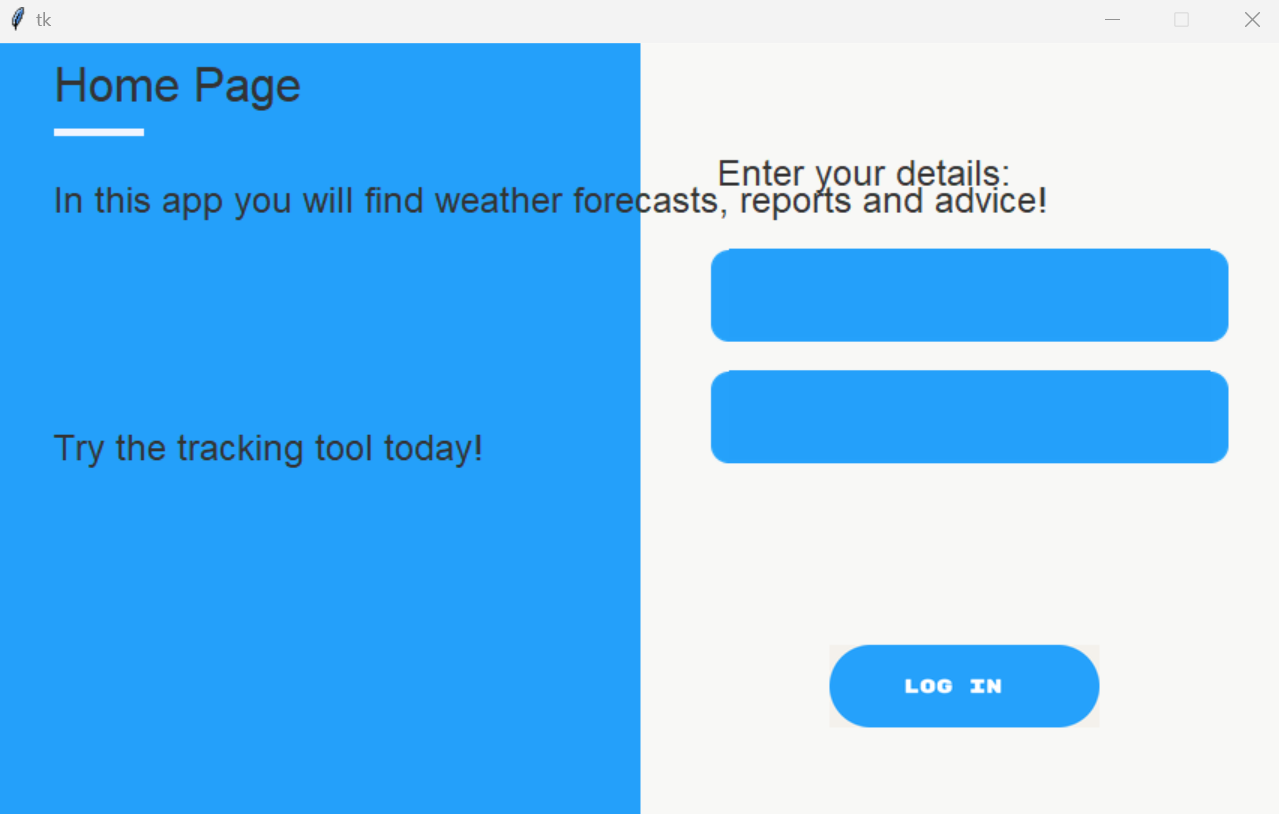 tk
Home Page
Enter your details:
In this app you will find weather forecasts, reports and advice!
Try the tracking tool today!
LOG IN